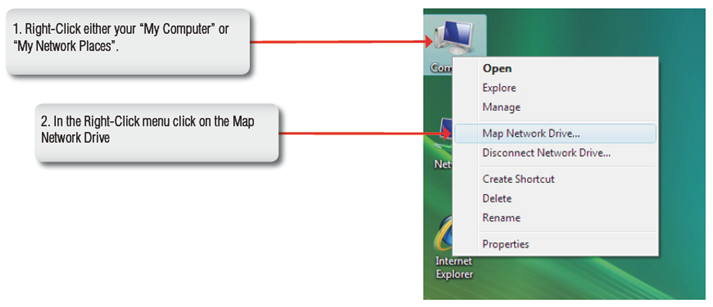 1. Right-Click either your “My Computer” or
“My Network Places”.
2. In the Right-Click menu click on the Map
Network Drive
Open
Explore
Manage
Map Network Drive...
Disconnect Network Drive...
Create Shortcut
Delete
Rename
Properties
Internet
Explorer